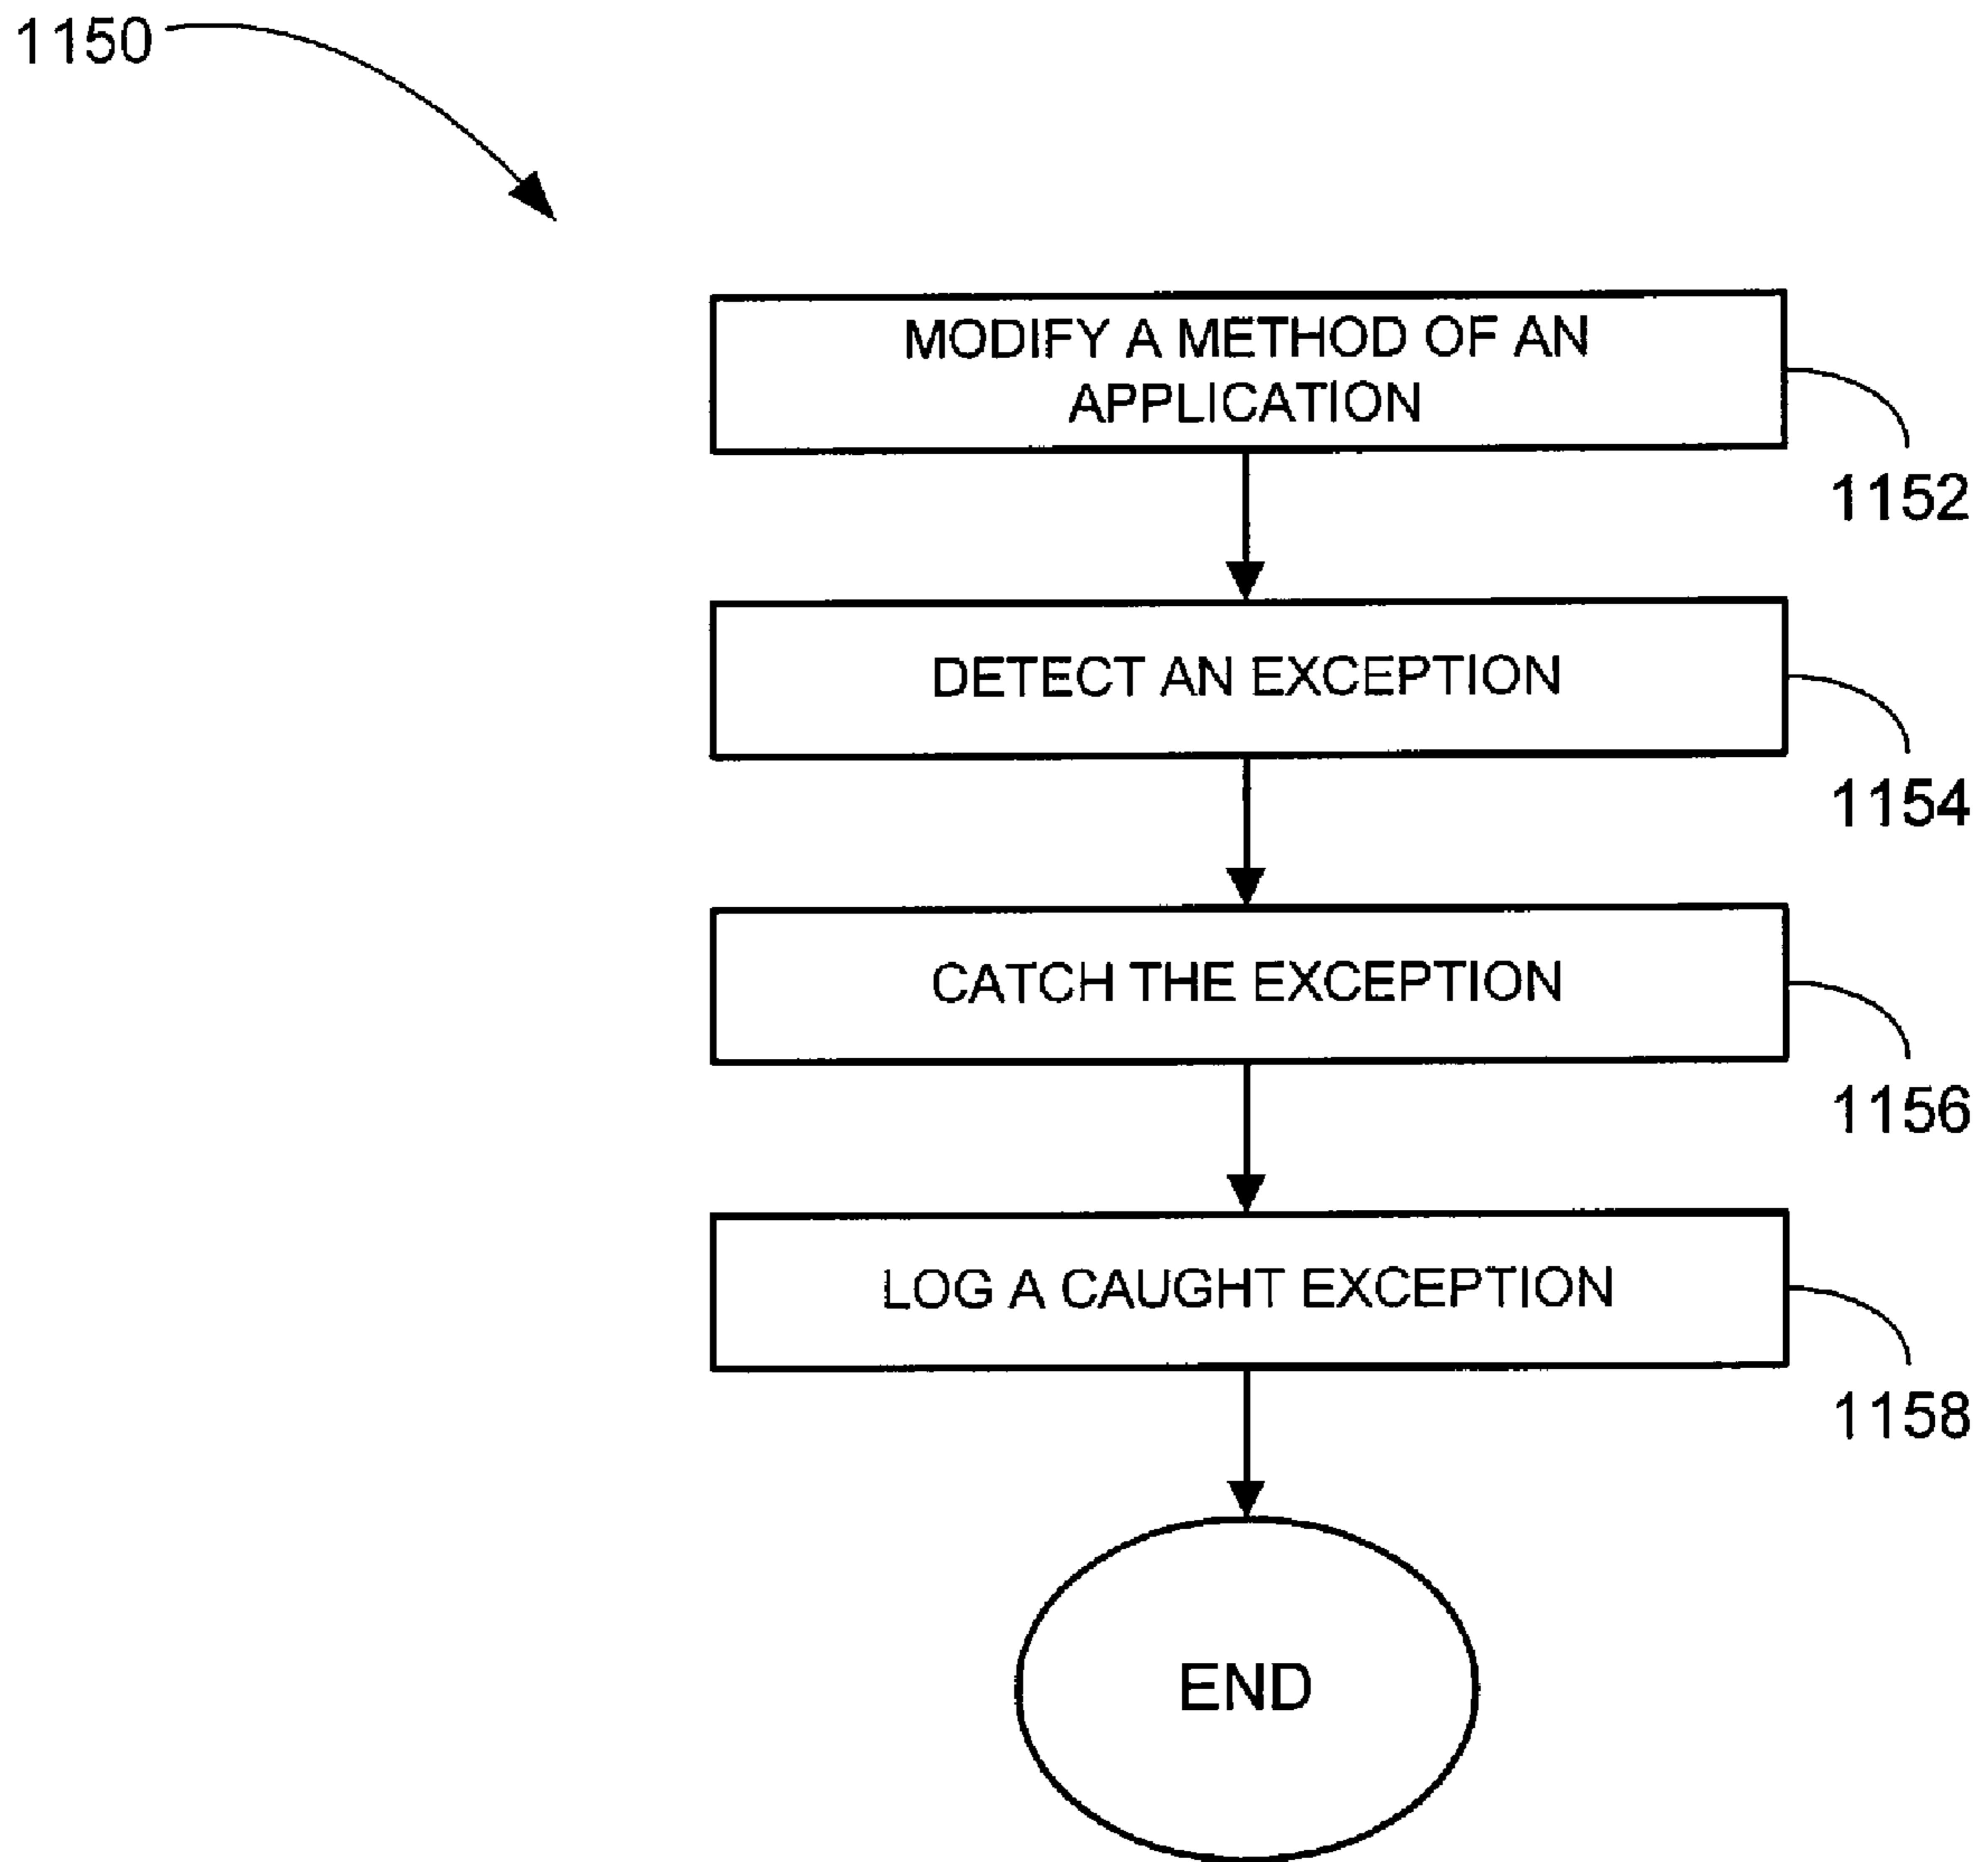 1150
MODIFY A METHOD OF AN
APPLICATION
1152
DETECT AN EXCEPTION
1154
CATCH THE EXCEPTION
1156
LOG A CAUGHT EXCEPTION
1158
END